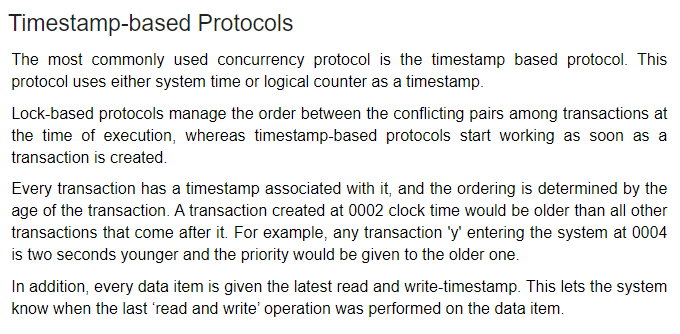 Timestamp-based Protocols
The most commonly used concurrency protocol is the timestamp based protocol. This
protocol uses either system time or logical counter as a timestamp.
Lock-based protocols manage the order between the conflicting pairs among transactions at
the time of execution, whereas timestamp-based protocols start working as soon as a
transaction is created.
Every transaction has a timestamp associated with it, and the ordering is determined by the
age of the transaction. A transaction created at 0002 clock time would be older than all other
transactions that come after it. For example, any transaction 'y' entering the system at 0004
is two seconds younger and the priority would be given to the older one.
In addition, every data item is given the latest read and write-timestamp. This lets the system
know when the last ‘read and write’ operation was performed on the data item.